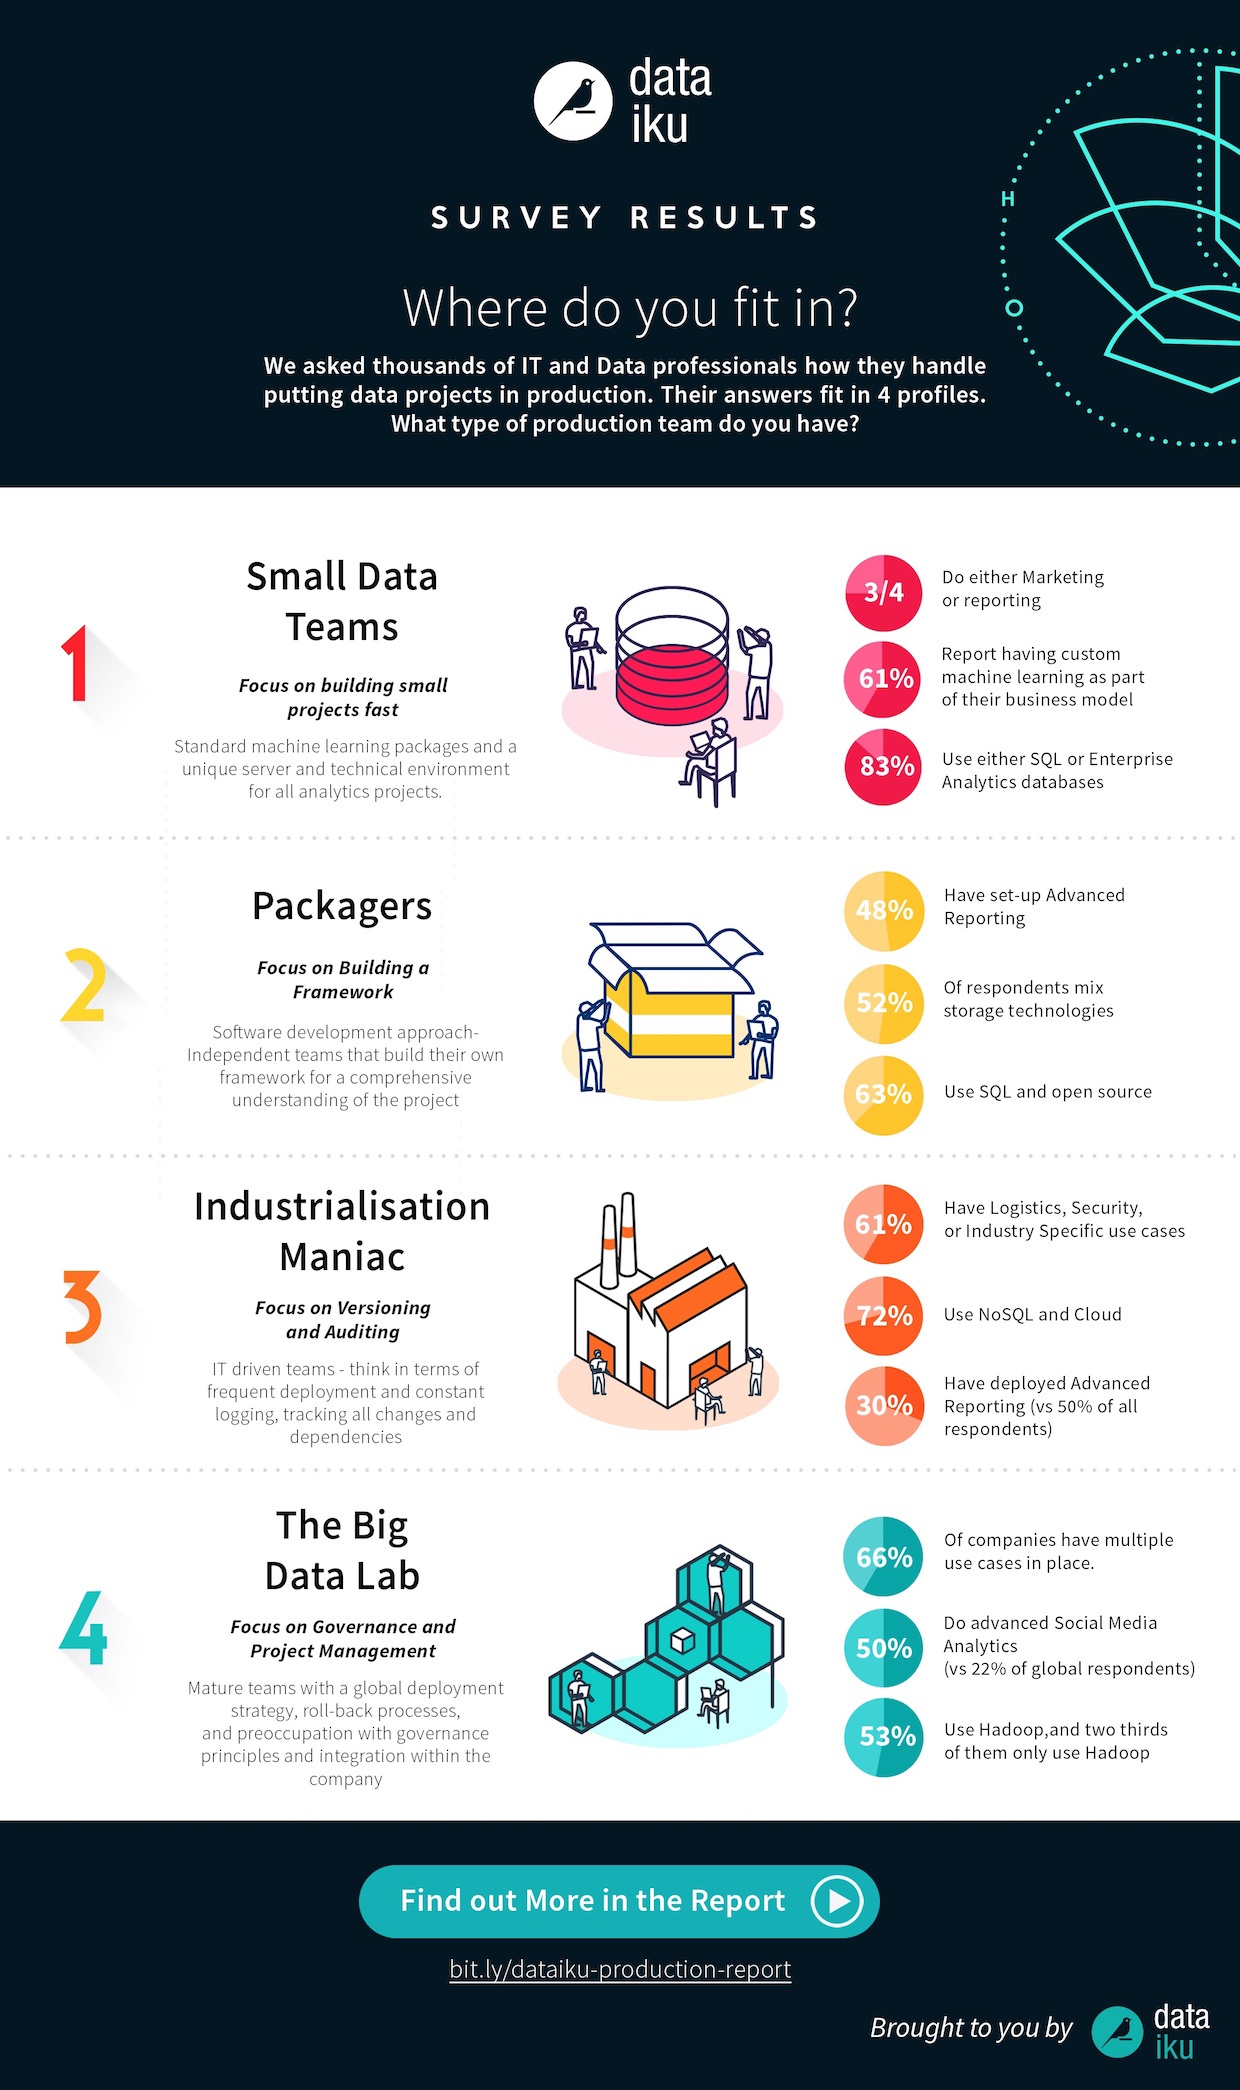 data
iku
SURVEY RESULTS
Where do you fit in?
We asked thousands of IT and Data professionals how they handle
putting data projects in production. Their answers fit in 4 profiles.
What type of production team do you have?
H
O
1
Small Data
Teams
Focus on building small
projects fast
Standard machine learning packages and a
unique server and technical environment
for all analytics projects.
3/4
Do either Marketing
or reporting
61%
Report having custom
machine learning as part
of their business model
83%
Use either SQL or Enterprise
Analytics databases
2
Packagers
Focus on Building a
Framework
Software development approach-
Independent teams that build their own
framework for a comprehensive
understanding of the project
48%
Have set-up Advanced
Reporting
52%
Of respondents mix
storage technologies
63%
Use SQL and open source
3
Industrialisation
Maniac
Focus on Versioning
and Auditing
IT driven teams - think in terms of
frequent deployment and constant
logging, tracking all changes and
dependencies
61%
Have Logistics, Security,
or Industry Specific use cases
72%
Use NoSQL and Cloud
30%
Have deployed Advanced
Reporting (vs 50% of all
respondents)
4
The Big
Data Lab
Focus on Governance and
Project Management
Mature teams with a global deployment
strategy, roll-back processes,
and preoccupation with governance
principles and integration within the
company
66%
Of companies have multiple
use cases in place.
50%
Do advanced Social Media
Analytics
(vs 22% of global respondents)
53%
Use Hadoop,and two thirds
of them only use Hadoop
Find out More in the Report
bit.ly/dataiku-production-report
Brought to you by
data
iku